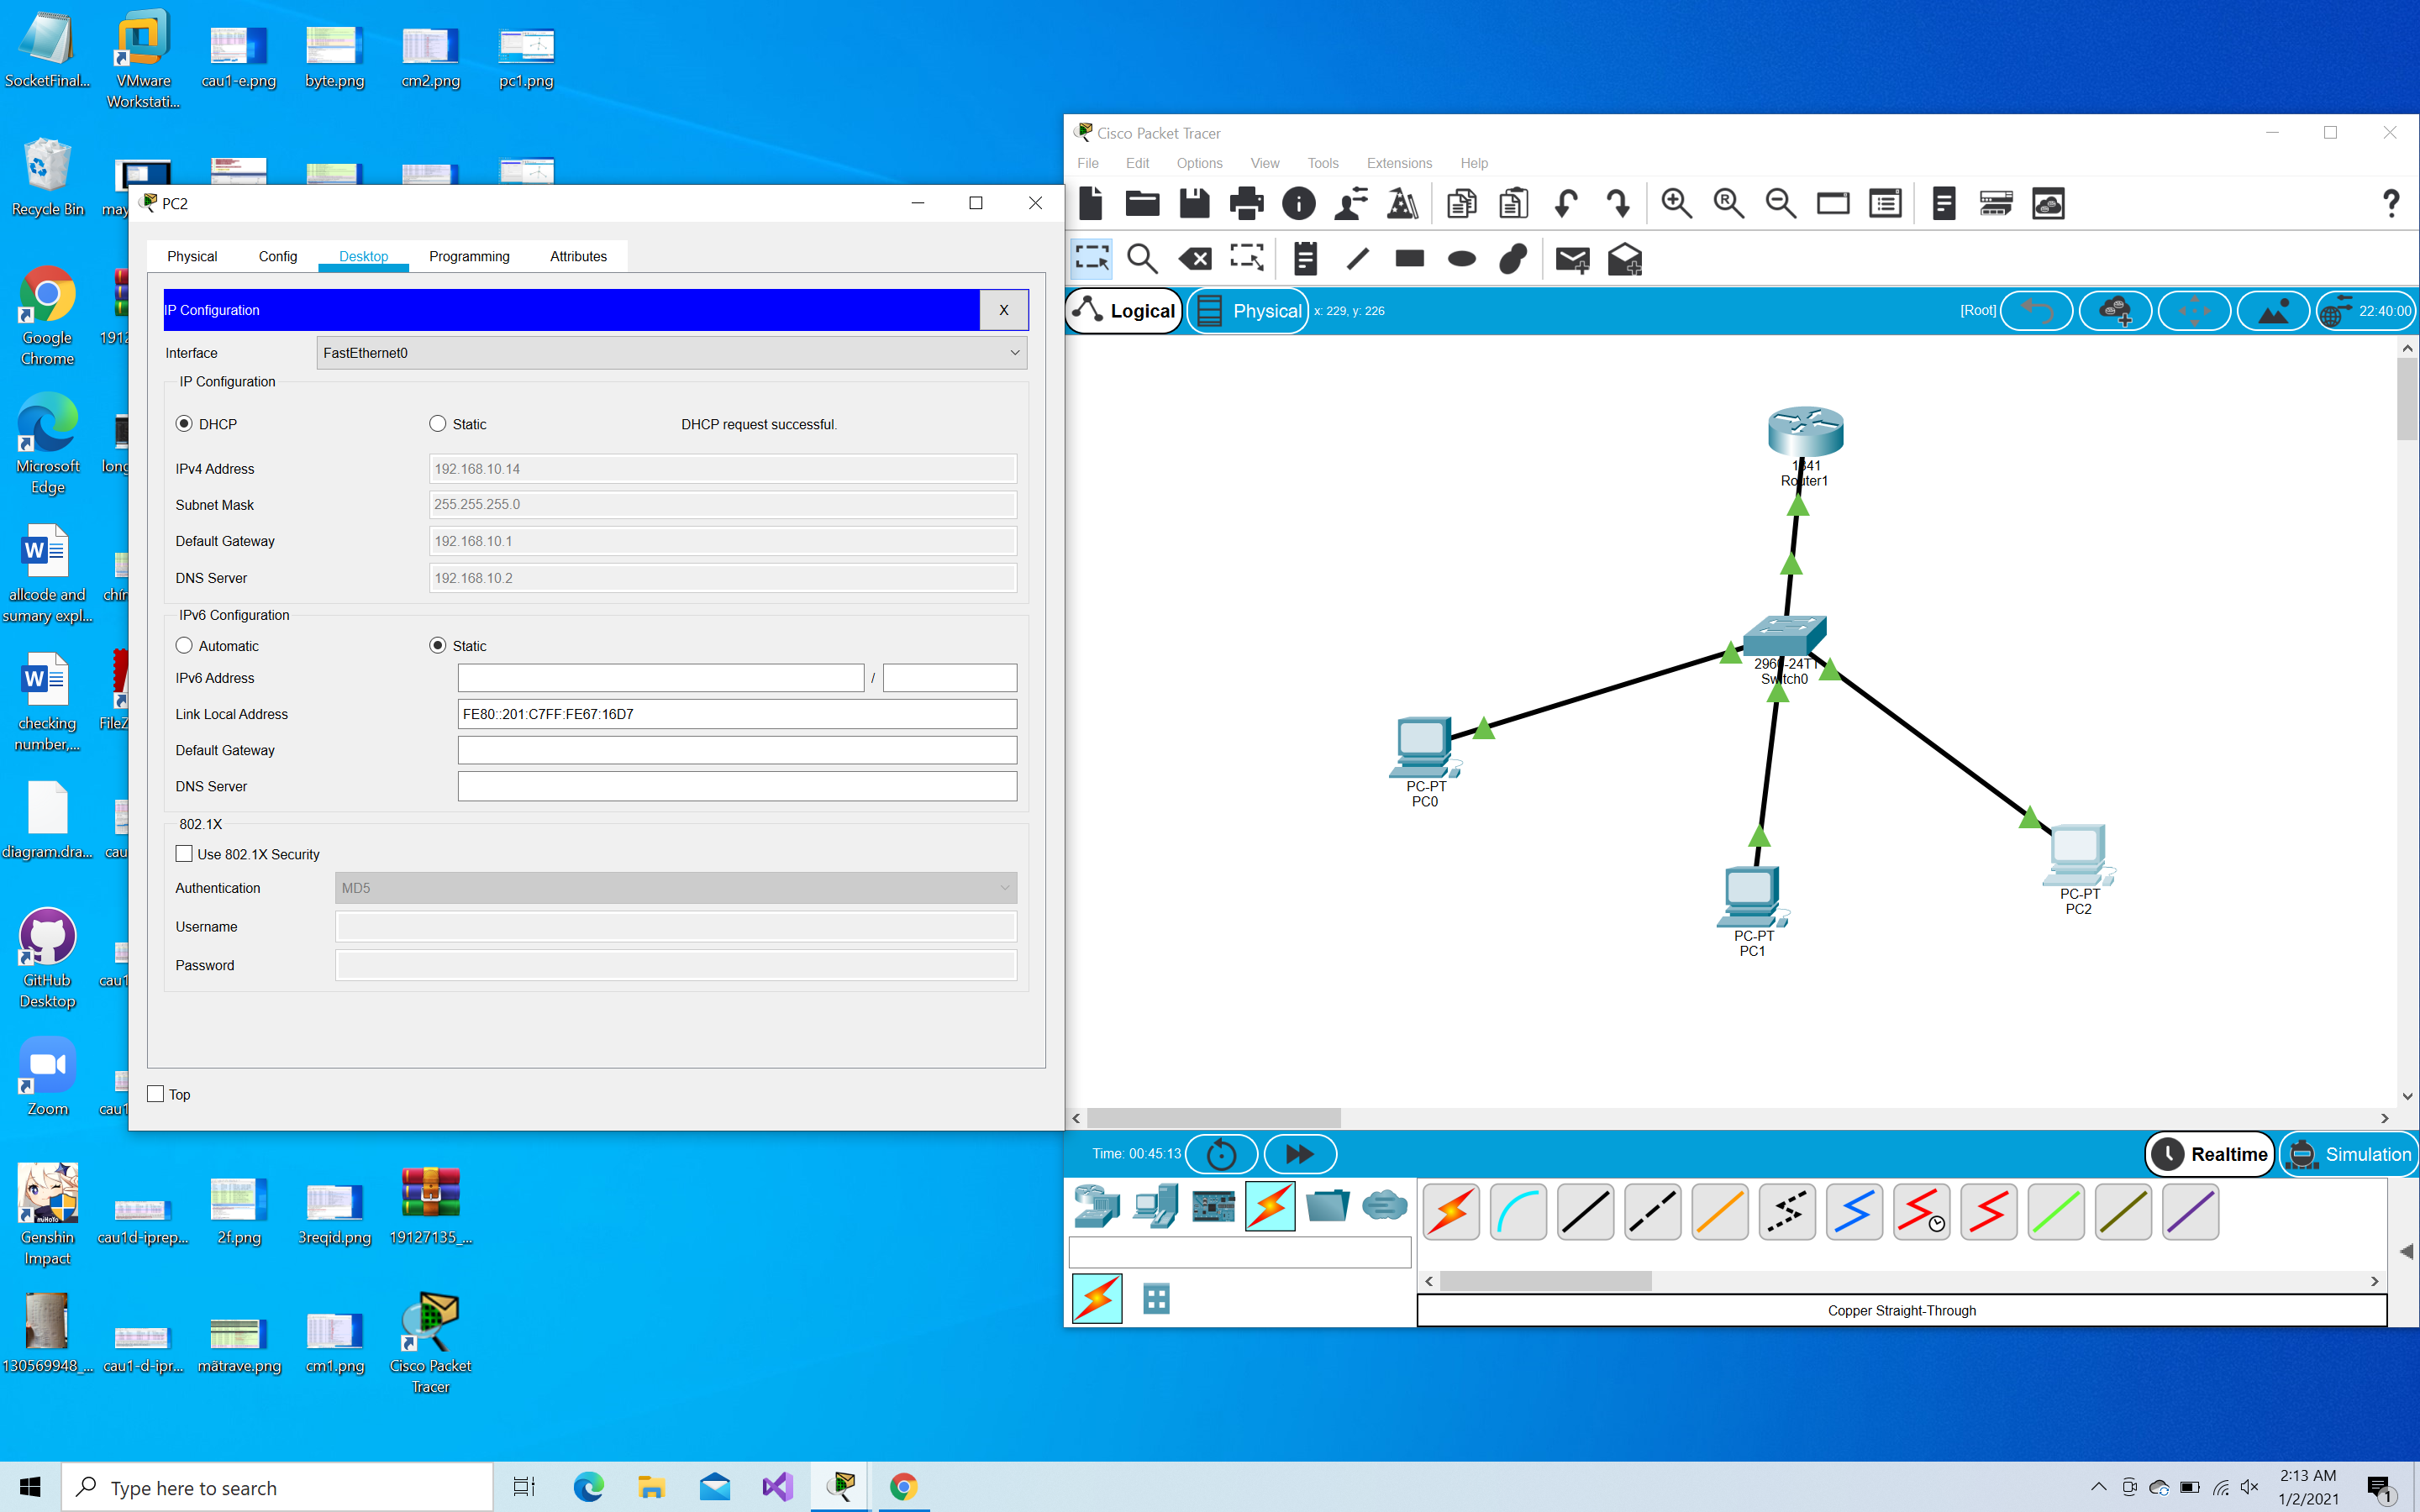 SocketFinal...
VMware
Workstati...
cau1-e.png
byte.png
cm2.png
pc1.png
Recycle Bin
may
Google
Chrome
1912
Microsoft
Edge
long
allcode and
sumary expl...
chín
checking
number,...
FileZ
diagram.dra...
cau
GitHub
Desktop
cau1
Zoom
cau1
Genshin
Impact
cau1d-iprep...
2f.png
3reqid.png
19127135_...
130569948_...
cau1-d-ipr...
mätrave.png
cm1.png
Cisco Packet
Tracer
PC2
Physical Config Desktop Programming Attributes
IP Configuration X
Interface FastEthernet0
IP Configuration
DHCP Static DHCP request successful.
IPv4 Address 192.168.10.14
Subnet Mask 255.255.255.0
Default Gateway 192.168.10.1
DNS Server 192.168.10.2
IPv6 Configuration
Automatic Static
IPv6 Address /
Link Local Address FE80::201:C7FF:FE67:16D7
Default Gateway
DNS Server
802.1X
Use 802.1X Security
Authentication MD5
Username
Password
Top
Cisco Packet Tracer
File Edit Options View Tools Extensions Help
Logical Physical x: 229, y: 226 [Root] 22:40:00
1841
Router1
2960-24TT
Switch0
PC-PT
PC0
PC-PT
PC1
PC-PT
PC2
Time: 00:45:13 Realtime Simulation
Copper Straight-Through
Type here to search
2:13 AM
1/2/2021
1